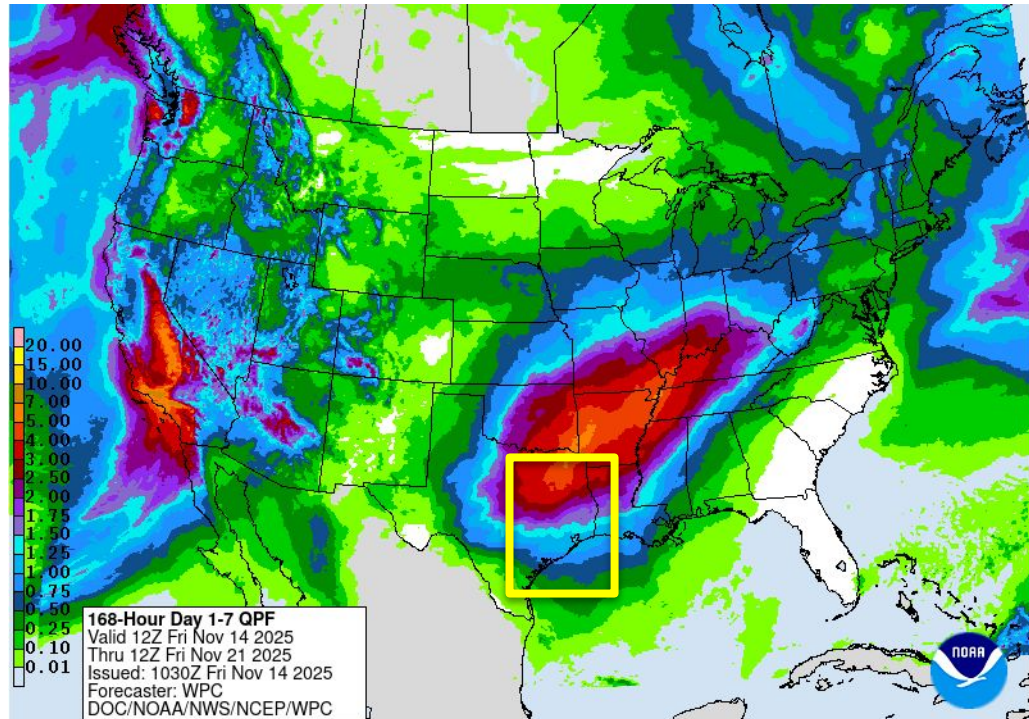 20.00
15.00
10.00
7.00
5.00
4.00
3.00
2.50
2.00
1.75
1.50
1.25
1.00
0.75
0.50
0.25
0.10
0.01
168-Hour Day 1-7 QPF
Valid 12Z Fri Nov 14 2025
Thru 12Z Fri Nov 21 2025
Issued: 1030Z Fri Nov 14 2025
Forecaster: WPC
DOC/NOAA/NWS/NCEP/WPC
NOAA